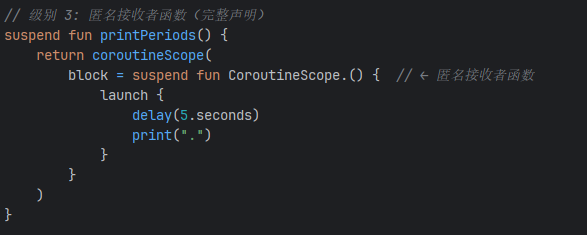 // 级别 3: 匿名接收者函数（完整声明）
suspend fun printPeriods() {
    return coroutineScope(
        block = suspend fun CoroutineScope.() {  // ← 匿名接收者函数
            launch {
                delay(5.seconds)
                print(".")
            }
        }
    )
}